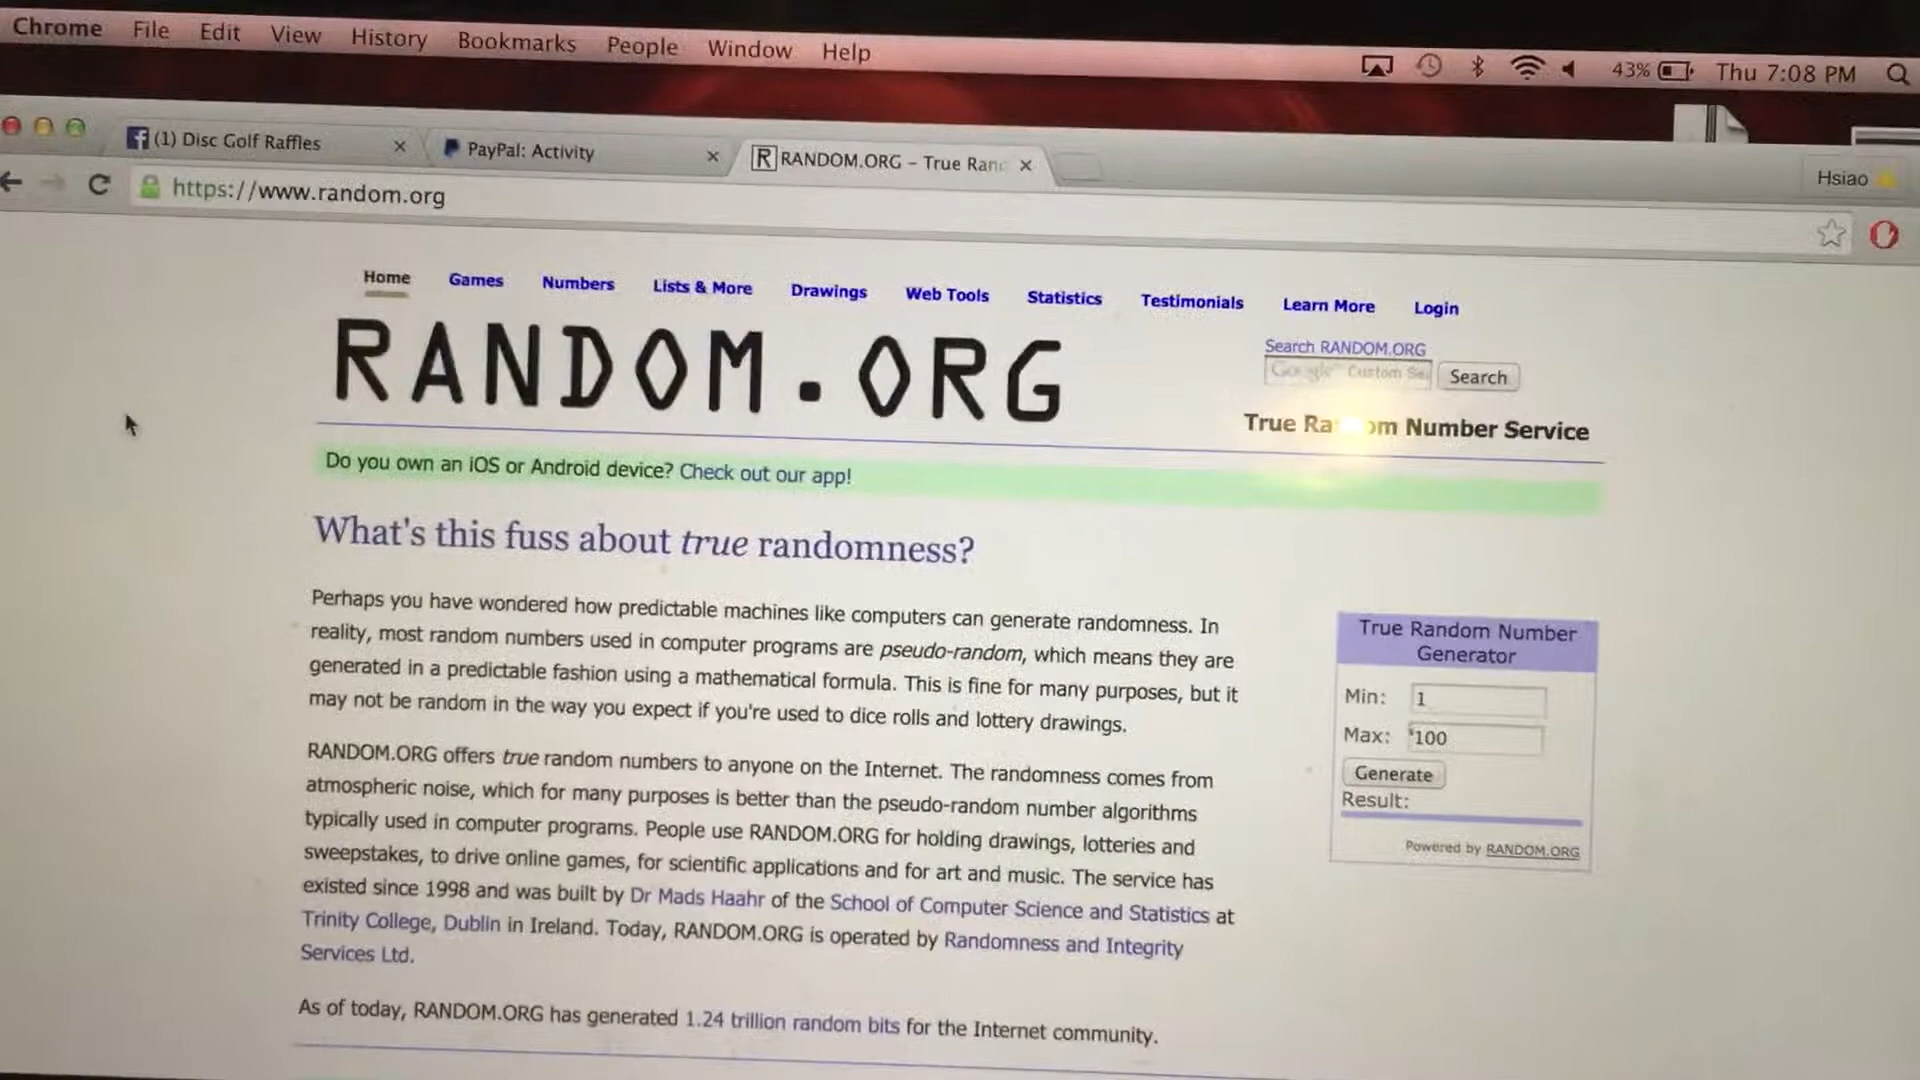 Chrome File Edit View History Bookmarks People Window Help 43% Thu 7:08 PM
(1) Disc Golf Raffles PayPal: Activity RANDOM.ORG – True Ran Hsiao
https://www.random.org
Home Games Numbers Lists & More Drawings Web Tools Statistics Testimonials Learn More Login
RANDOM.ORG
Search RANDOM.ORG
Google Custom Se Search
True Ra om Number Service
Do you own an iOS or Android device? Check out our app!
What's this fuss about true randomness?
Perhaps you have wondered how predictable machines like computers can generate randomness. In
reality, most random numbers used in computer programs are pseudo-random, which means they are
generated in a predictable fashion using a mathematical formula. This is fine for many purposes, but it
may not be random in the way you expect if you're used to dice rolls and lottery drawings.
RANDOM.ORG offers true random numbers to anyone on the Internet. The randomness comes from
atmospheric noise, which for many purposes is better than the pseudo-random number algorithms
typically used in computer programs. People use RANDOM.ORG for holding drawings, lotteries and
sweepstakes, to drive online games, for scientific applications and for art and music. The service has
existed since 1998 and was built by Dr Mads Haahr of the School of Computer Science and Statistics at
Trinity College, Dublin in Ireland. Today, RANDOM.ORG is operated by Randomness and Integrity
Services Ltd.
As of today, RANDOM.ORG has generated 1.24 trillion random bits for the Internet community.
True Random Number
Generator
Min: 1
Max: 100
Generate
Result:
Powered by RANDOM.ORG